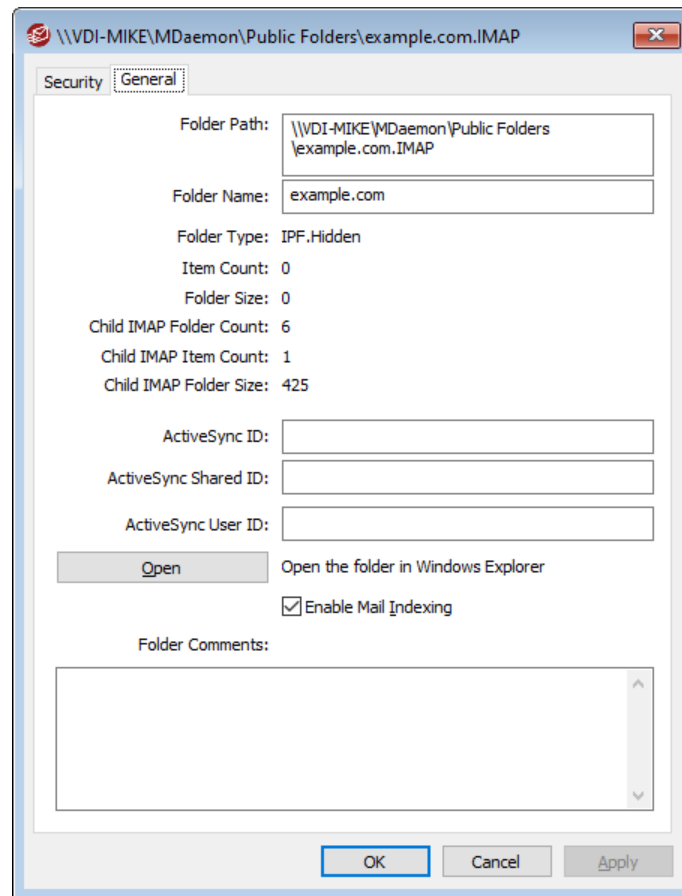 \\VDI-MIKE\MDaemon\Public Folders\example.com.IMAP
Security General
Folder Path: \\VDI-MIKE\MDaemon\Public Folders
\example.com.IMAP
Folder Name: example.com
Folder Type: IPF.Hidden
Item Count: 0
Folder Size: 0
Child IMAP Folder Count: 6
Child IMAP Item Count: 1
Child IMAP Folder Size: 425
ActiveSync ID:
ActiveSync Shared ID:
ActiveSync User ID:
Open Open the folder in Windows Explorer
Enable Mail Indexing
Folder Comments:
OK Cancel Apply